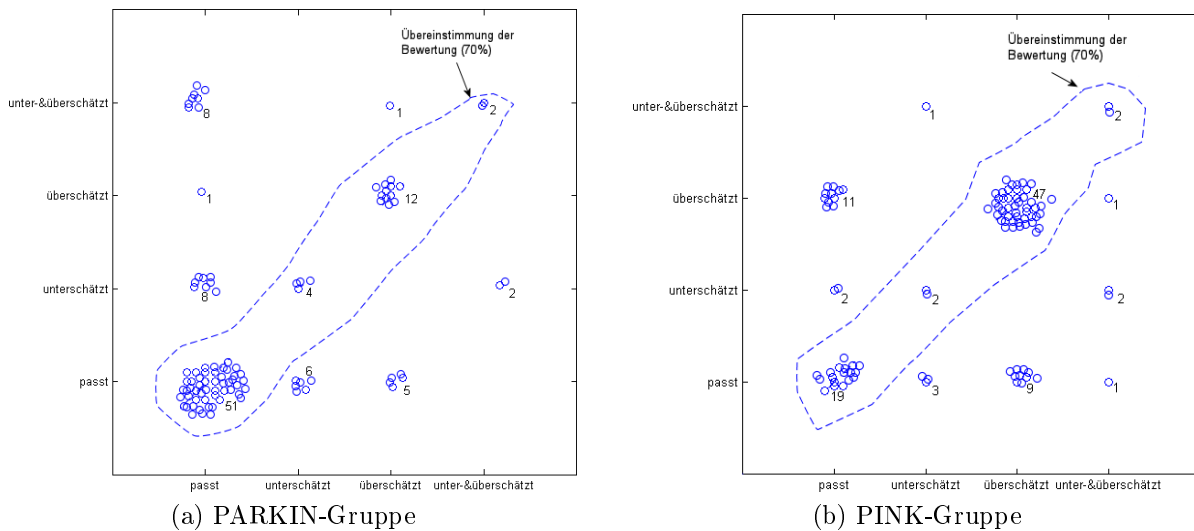 Übereinstimmung der
Bewertung (70%)
unter-&überschätzt
8
1
2
überschätzt
1
12
unterschätzt
8
4
2
passt
51
6
5
passt
unterschätzt
überschätzt
unter-&überschätzt
(a) PARKIN-Gruppe
Übereinstimmung der
Bewertung (70%)
unter-&überschätzt
1
2
überschätzt
11
47
1
unterschätzt
2
2
2
passt
19
3
9
1
passt
unterschätzt
überschätzt
unter-&überschätzt
(b) PINK-Gruppe